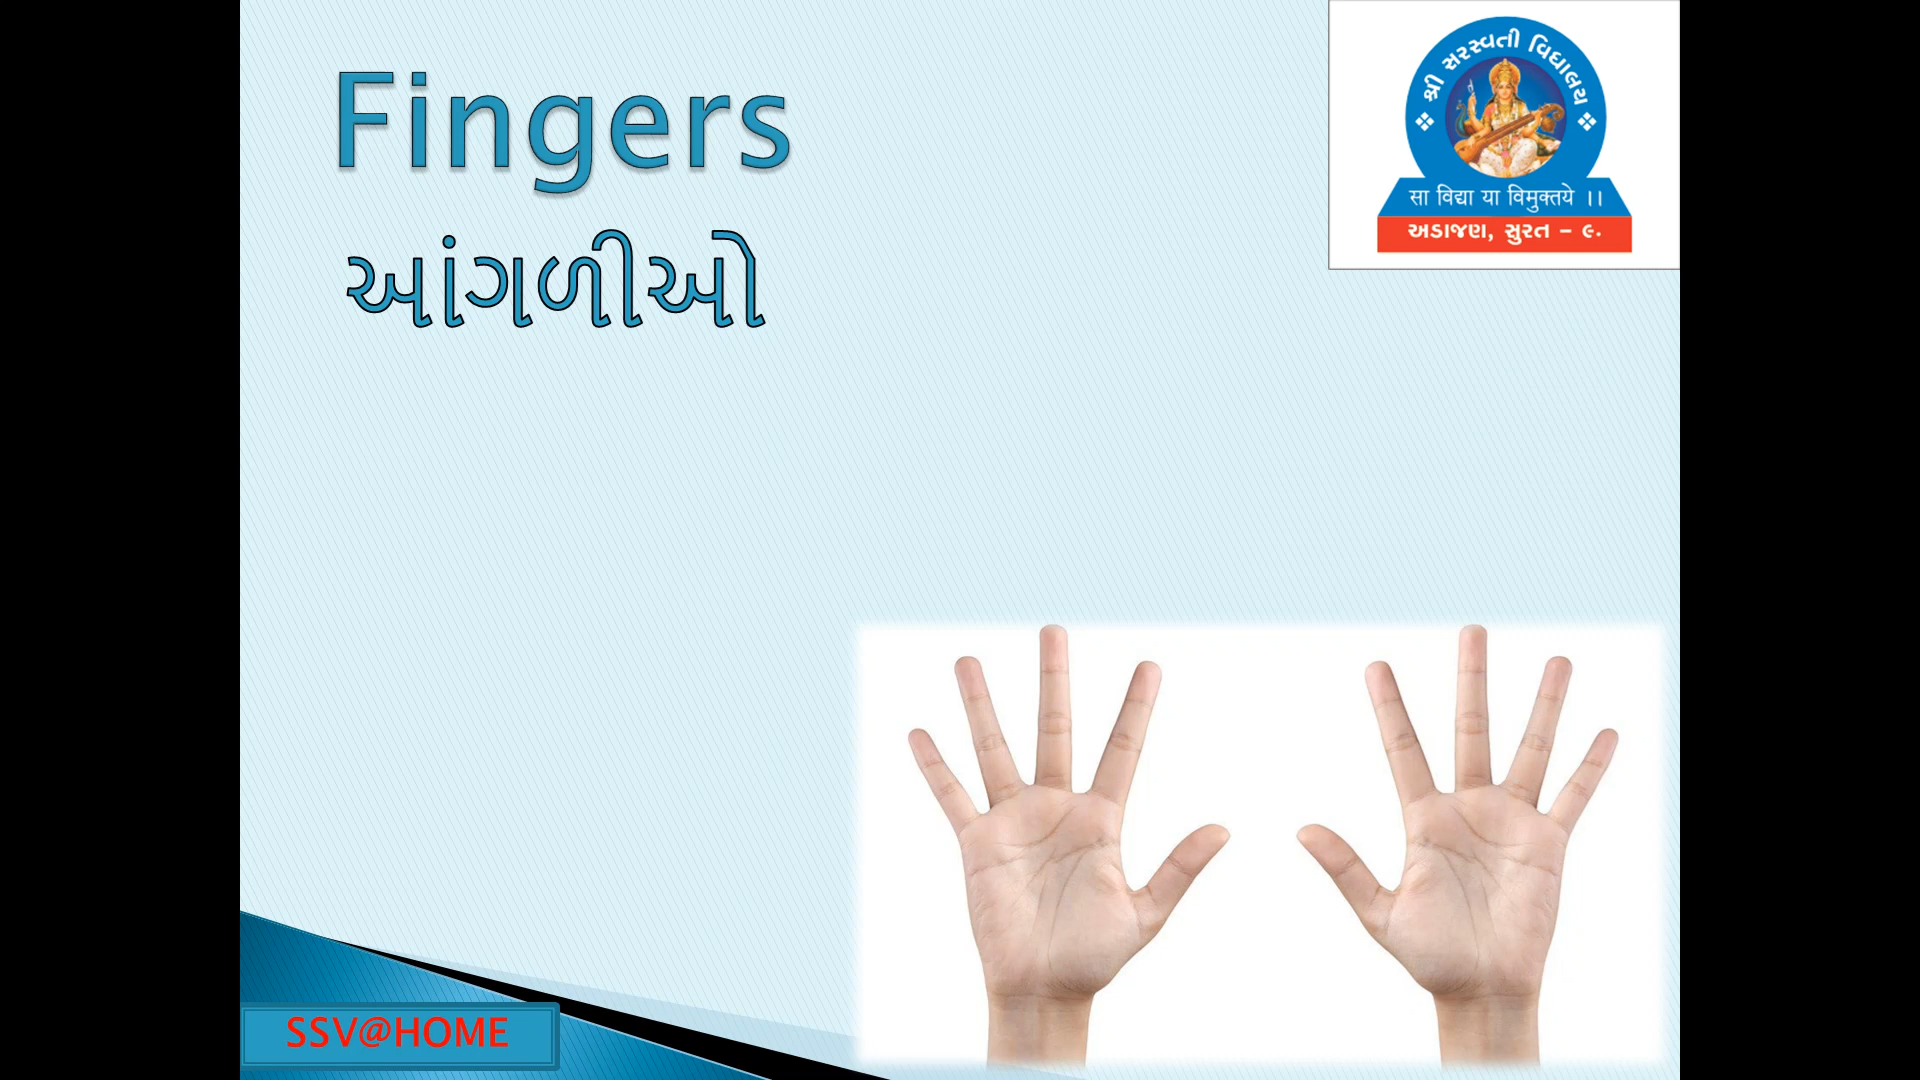 Fingers
આંગળીઓ
શ્રી સરસ્વતી વિદ્યાલય
सा विद्या या विमुक्तये ।।
અડાજણ, સુરત – ૯.
SSV@HOME